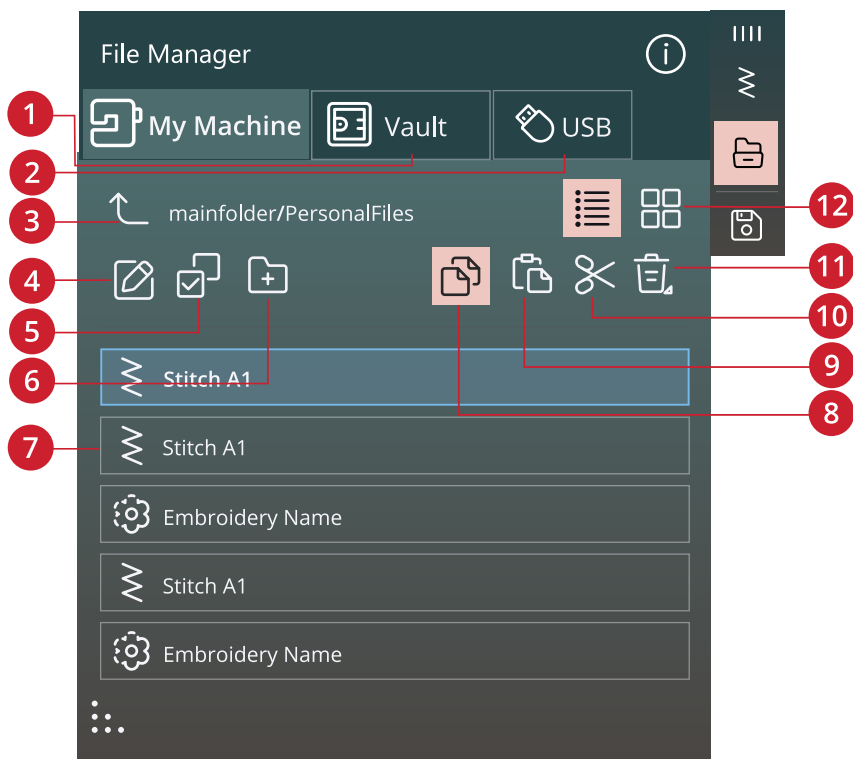 File Manager
My Machine Vault USB
mainfolder/PersonalFiles
Stitch A1
Stitch A1
Embroidery Name
Stitch A1
Embroidery Name
1
2
3
4
5
6
7
8
9
10
11
12